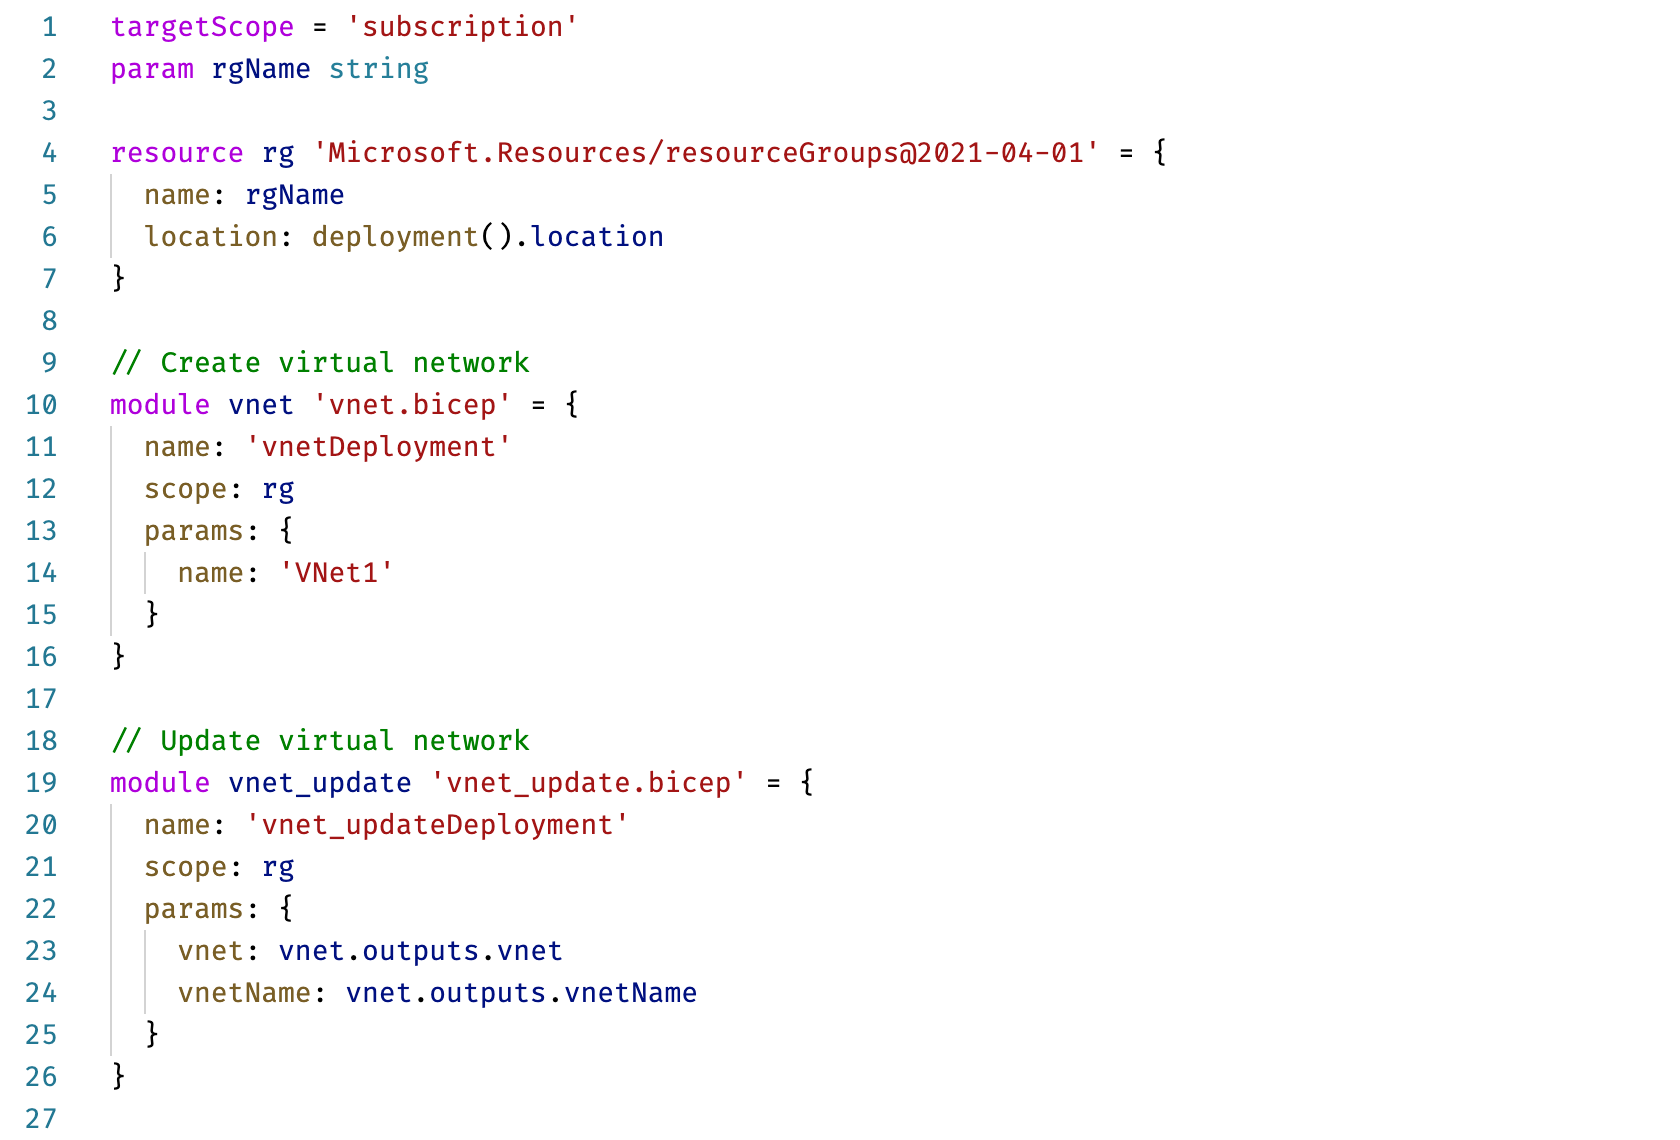 1 targetScope = 'subscription'
2 param rgName string
3
4 resource rg 'Microsoft.Resources/resourceGroups@2021-04-01' = {
5   name: rgName
6   location: deployment().location
7 }
8
9 // Create virtual network
10 module vnet 'vnet.bicep' = {
11   name: 'vnetDeployment'
12   scope: rg
13   params: {
14     name: 'VNet1'
15   }
16 }
17
18 // Update virtual network
19 module vnet_update 'vnet_update.bicep' = {
20   name: 'vnet_updateDeployment'
21   scope: rg
22   params: {
23     vnet: vnet.outputs.vnet
24     vnetName: vnet.outputs.vnetName
25   }
26 }
27